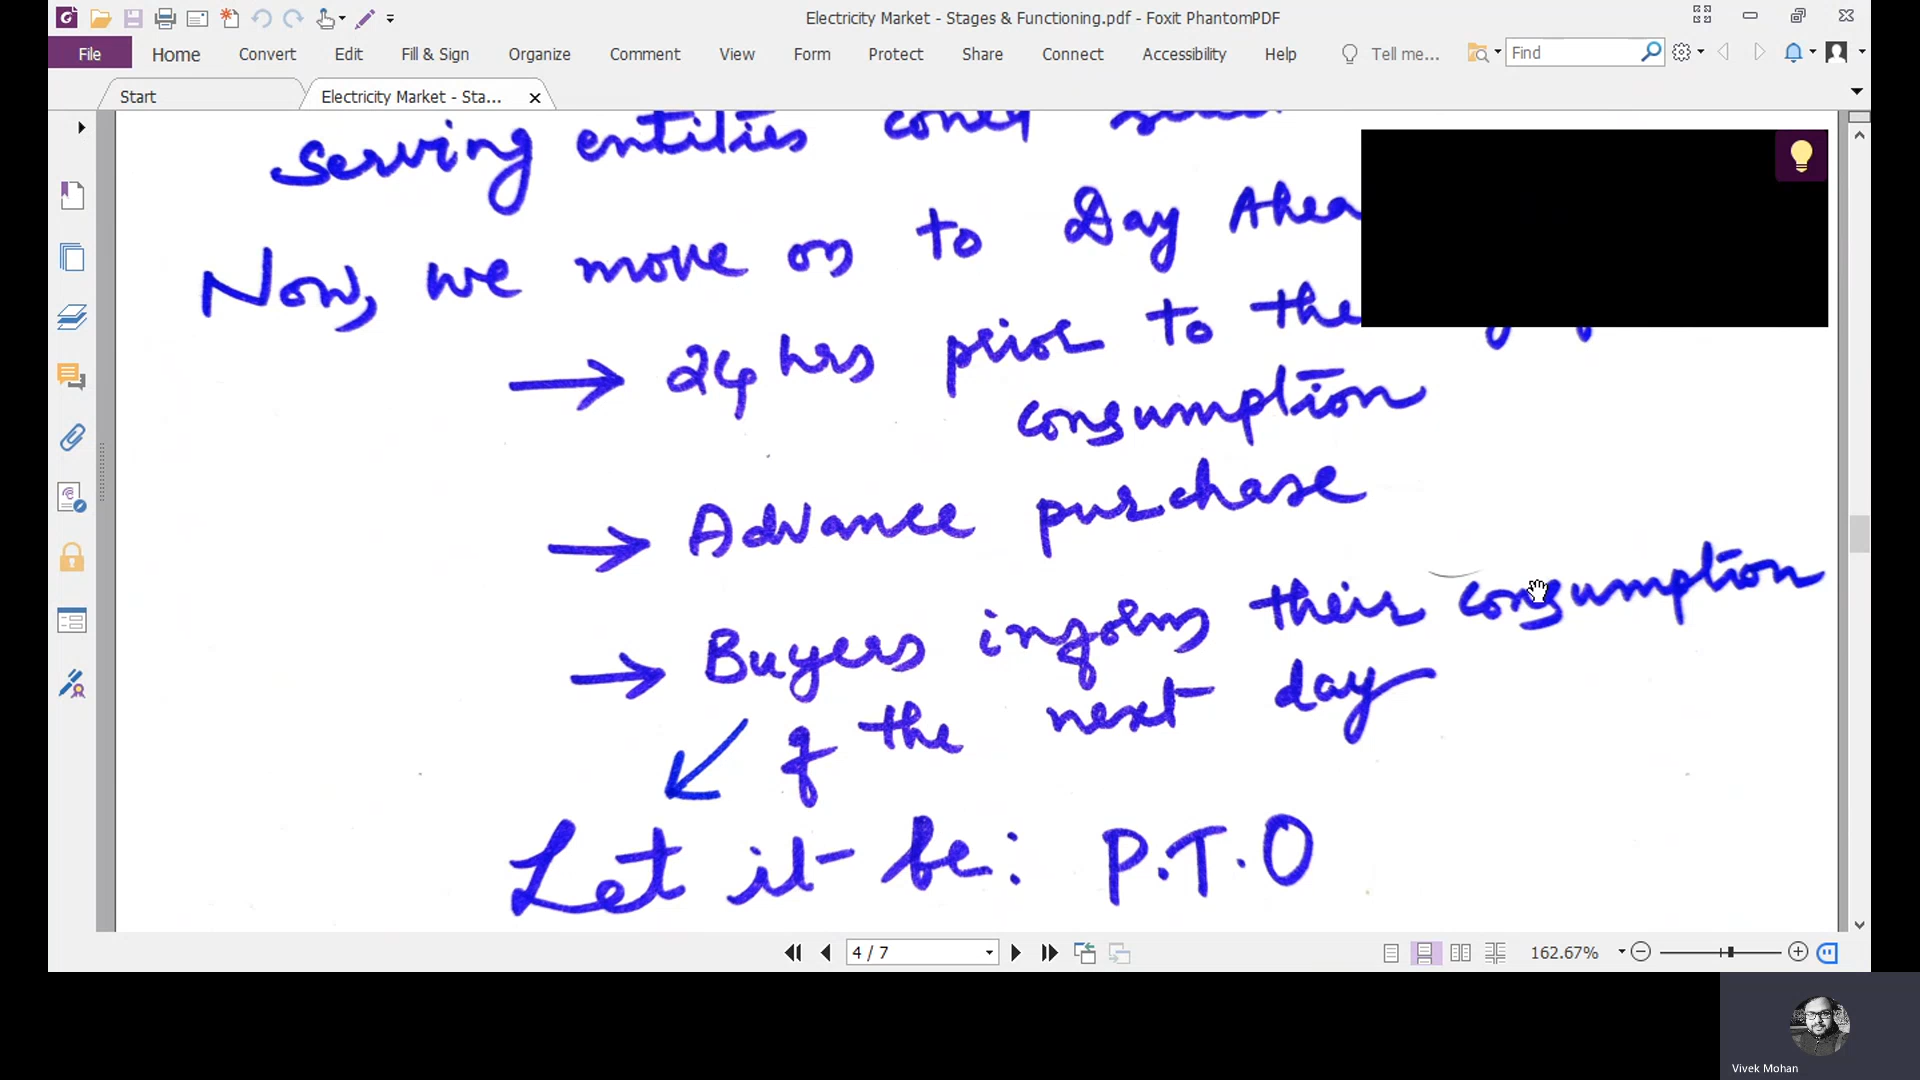 Electricity Market - Stages & Functioning.pdf - Foxit PhantomPDF
File Home Convert Edit Fill & Sign Organize Comment View Form Protect Share Connect Accessibility Help Tell me... Find
Start Electricity Market - Sta...
serving entities
Now, we move on to Day Ahea
→ 24 hrs prior to the
consumption
→ Advance purchase
→ Buyers inform their consumption
of the next day
Let it be: P.T.O
4 / 7 162.67%
Vivek Mohan